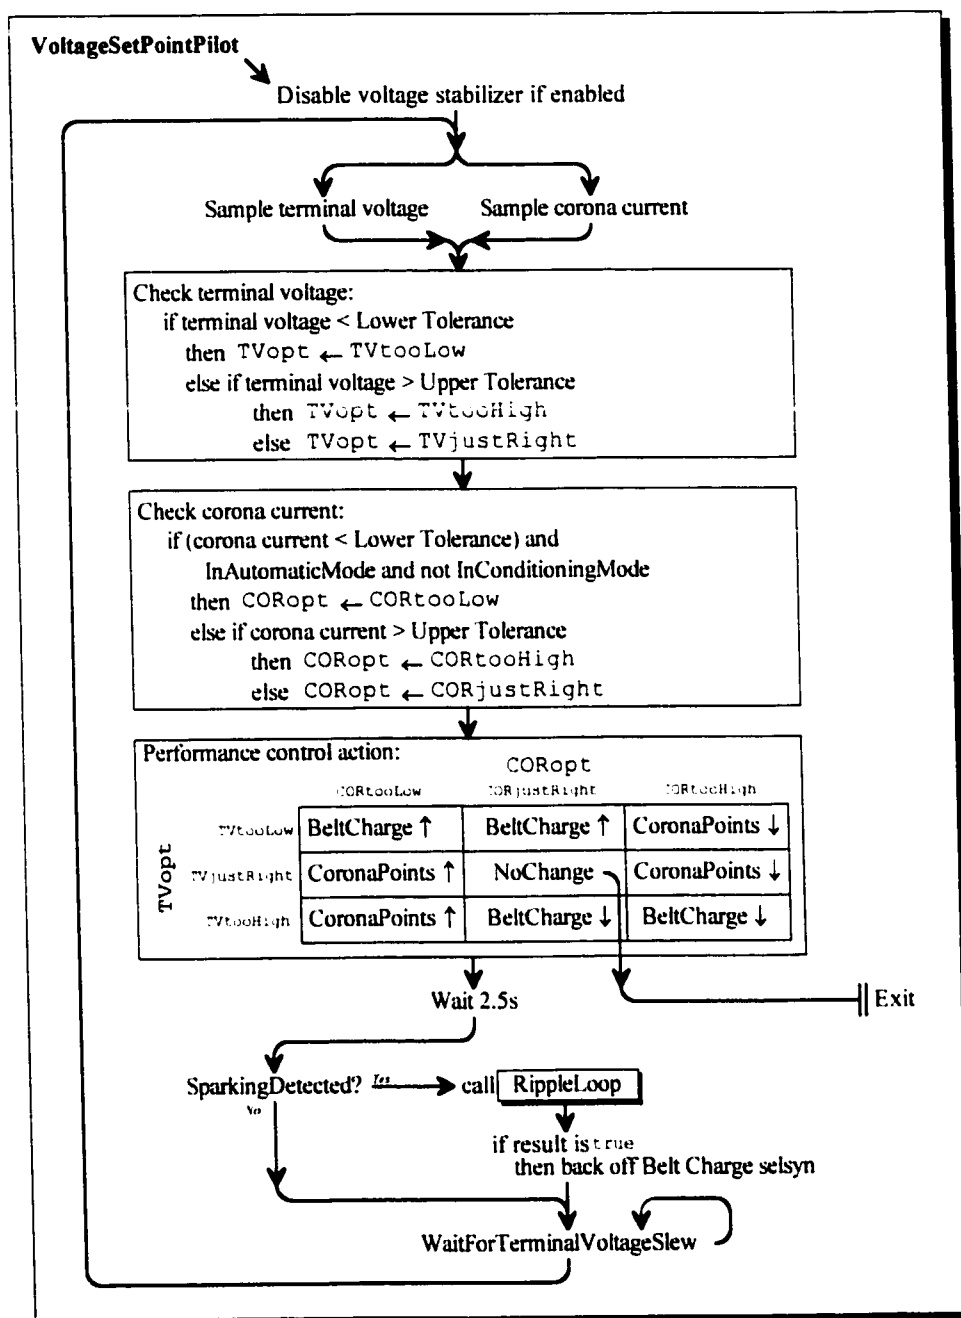 VoltageSetPointPilot
Disable voltage stabilizer if enabled
Sample terminal voltage Sample corona current
Check terminal voltage:
if terminal voltage < Lower Tolerance
then TVopt ← TVtooLow
else if terminal voltage > Upper Tolerance
then TVopt ← TVtooHigh
else TVopt ← TVjustRight
Check corona current:
if (corona current < Lower Tolerance) and
InAutomaticMode and not InConditioningMode
then CORopt ← CORtooLow
else if corona current > Upper Tolerance
then CORopt ← CORtooHigh
else CORopt ← CORjustRight
Performance control action:
CORopt
CORtooLow CORjustRight CORtooHigh
TVopt
TVtooLow BeltCharge ↑ BeltCharge ↑ CoronaPoints ↓
TVjustRight CoronaPoints ↑ NoChange CoronaPoints ↓
TVtooHigh CoronaPoints ↑ BeltCharge ↓ BeltCharge ↓
Wait 2.5s
Exit
SparkingDetected? Yes call RippleLoop
No
if result is true
then back off Belt Charge selsyn
WaitForTerminalVoltageSlew